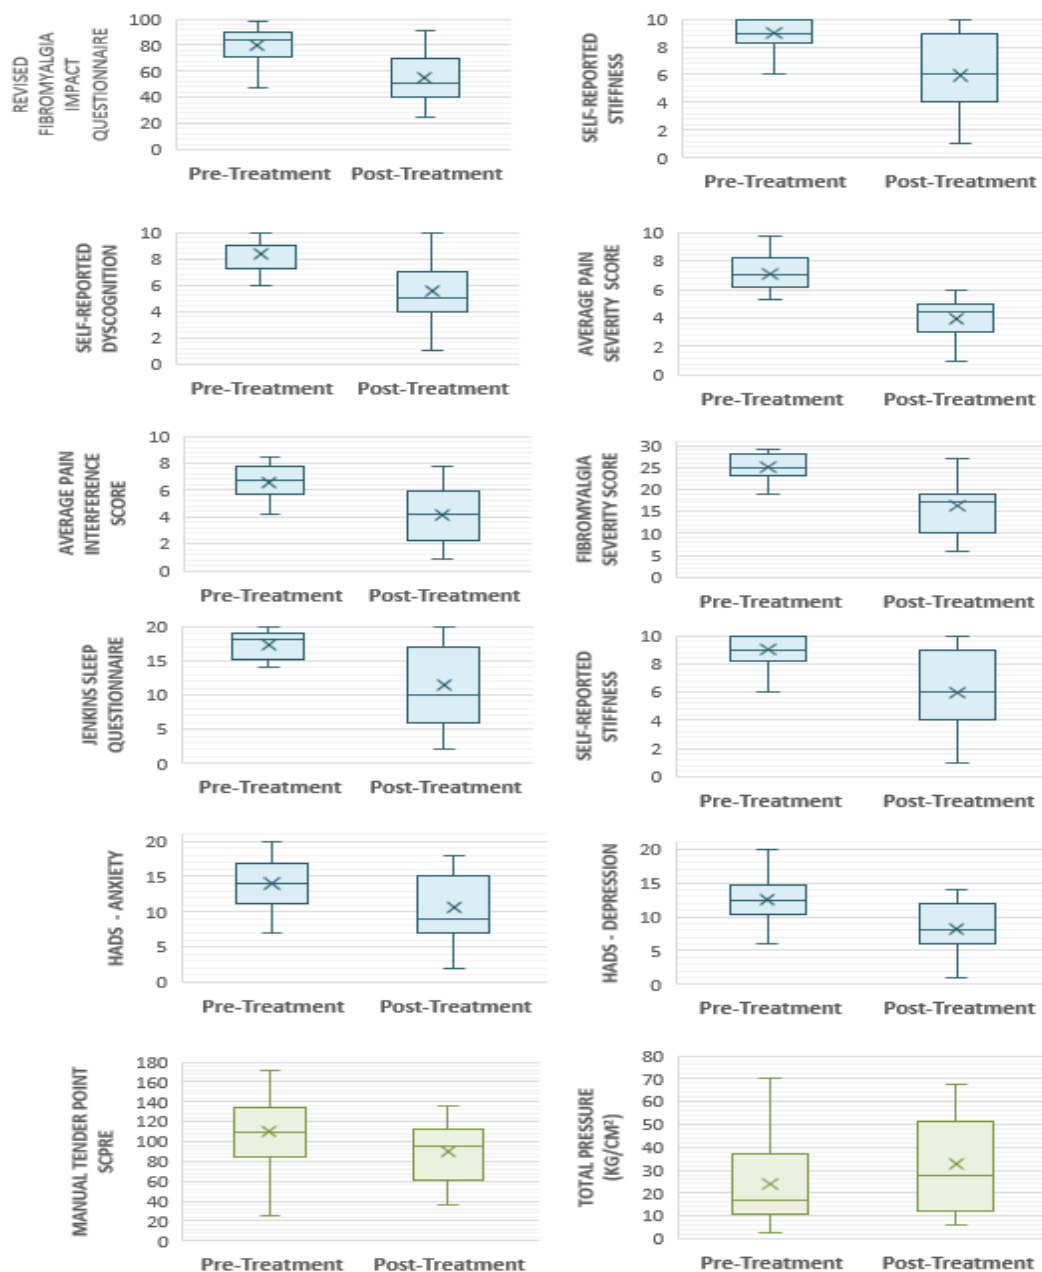 REVISED
FIBROMYALGIA
IMPACT
QUESTIONNAIRE
100
80
60
40
20
0
Pre-Treatment Post-Treatment
SELF-REPORTED
STIFFNESS
10
8
6
4
2
0
Pre-Treatment Post-Treatment
SELF-REPORTED
DYSCOGNITION
10
8
6
4
2
0
Pre-Treatment Post-Treatment
AVERAGE PAIN
SEVERITY SCORE
10
8
6
4
2
0
Pre-Treatment Post-Treatment
AVERAGE PAIN
INTERFERENCE
SCORE
10
8
6
4
2
0
Pre-Treatment Post-Treatment
FIBROMYALGIA
SEVERITY SCORE
30
25
20
15
10
5
0
Pre-Treatment Post-Treatment
JENKINS SLEEP
QUESTIONNAIRE
20
15
10
5
0
Pre-Treatment Post-Treatment
SELF-REPORTED
STIFFNESS
10
8
6
4
2
0
Pre-Treatment Post-Treatment
HADS - ANXIETY
20
15
10
5
0
Pre-Treatment Post-Treatment
HADS - DEPRESSION
20
15
10
5
0
Pre-Treatment Post-Treatment
MANUAL TENDER POINT
SCPRE
180
160
140
120
100
80
60
40
20
0
Pre-Treatment Post-Treatment
TOTAL PRESSURE
(KG/CM²)
80
70
60
50
40
30
20
10
0
Pre-Treatment Post-Treatment